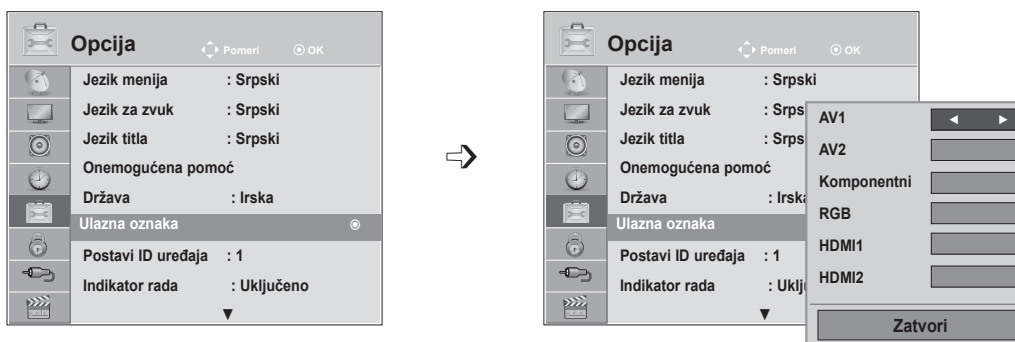 Opcija
Pomeri OK
Jezik menija : Srpski
Jezik za zvuk : Srpski
Jezik titla : Srpski
Onemogućena pomoć
Država : Irska
Ulazna oznaka
Postavi ID uređaja : 1
Indikator rada : Uključeno
Opcija
Pomeri OK
Jezik menija : Srpski
Jezik za zvuk : Srps
Jezik titla : Srps
Onemogućena pomoć
Država : Irska
Ulazna oznaka
Postavi ID uređaja : 1
Indikator rada : Uklj
AV1
AV2
Komponentni
RGB
HDMI1
HDMI2
Zatvori